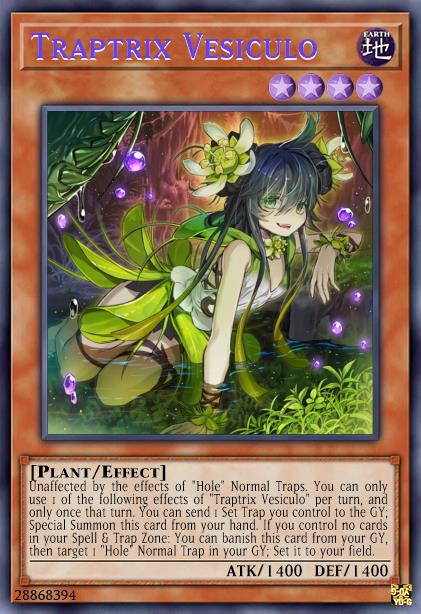 TRAPTRIX VESICULO
EARTH
地
[PLANT/EFFECT]
Unaffected by the effects of "Hole" Normal Traps. You can only
use 1 of the following effects of "Traptrix Vesiculo" per turn, and
only once that turn. You can send 1 Set Trap you control to the GY;
Special Summon this card from your hand. If you control no cards
in your Spell & Trap Zone: You can banish this card from your GY,
then target 1 "Hole" Normal Trap in your GY; Set it to your field.
ATK/1400 DEF/1400
28868394